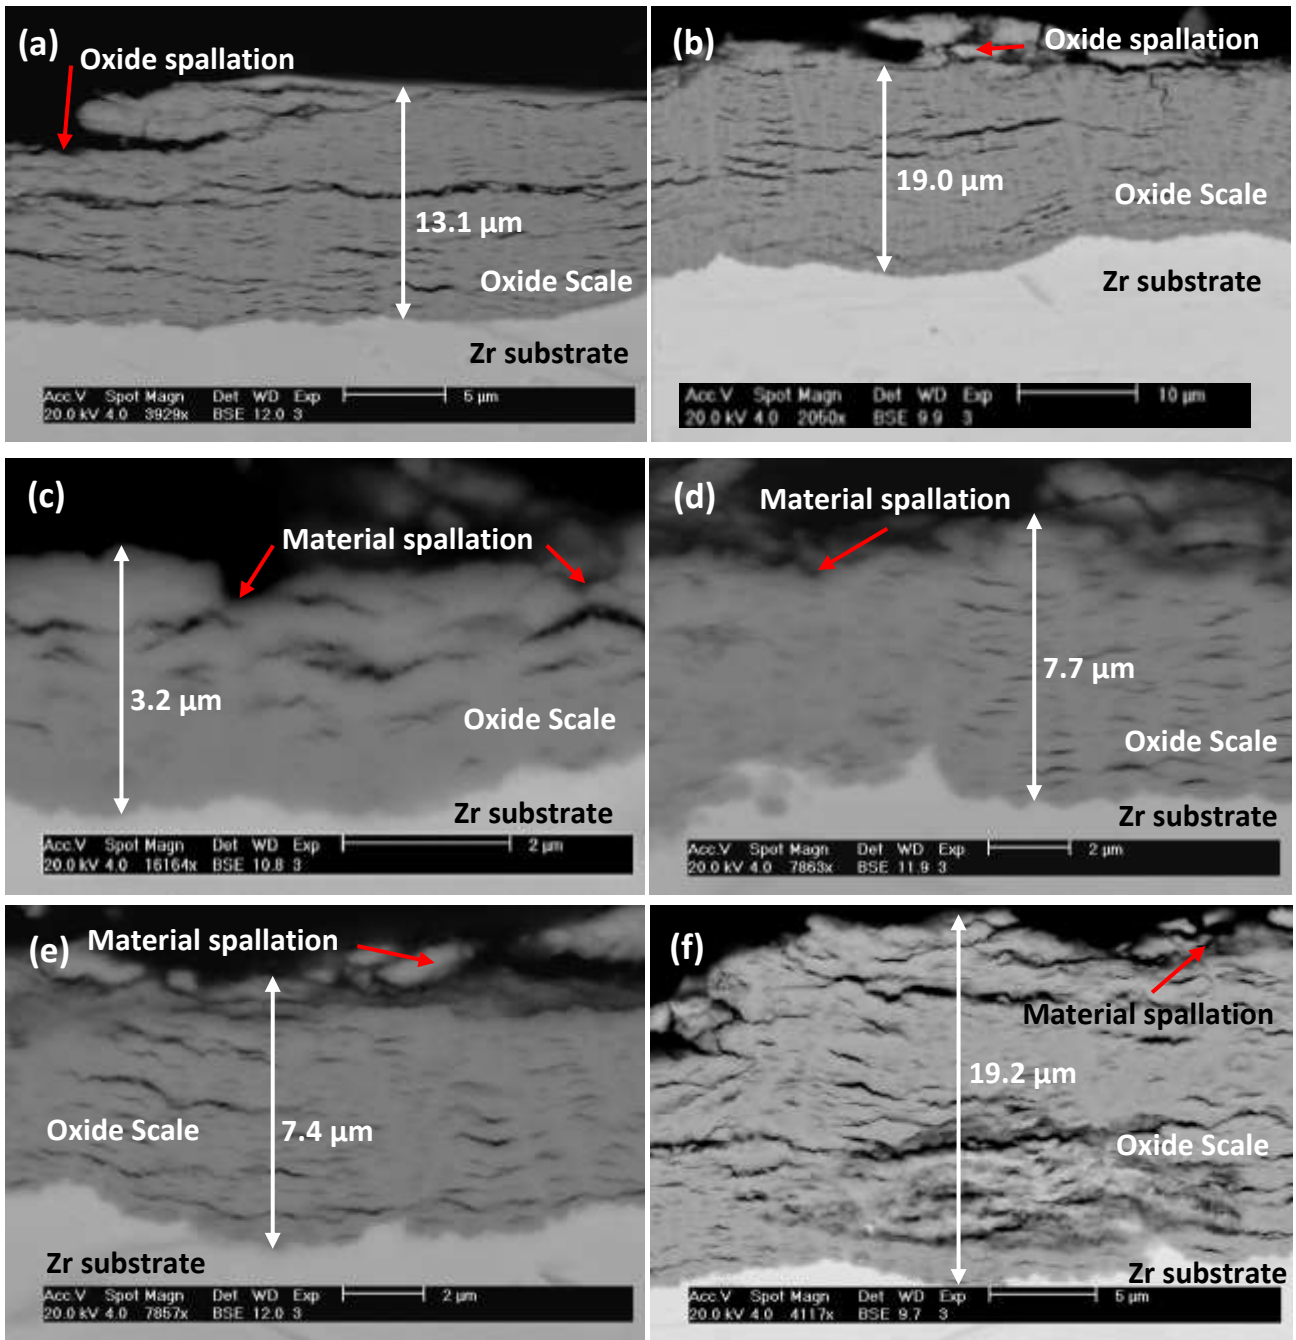 (a)
Oxide spallation
13.1 µm
Oxide Scale
Zr substrate
Acc.V Spot Magn Det WD Exp 5 µm
20.0 kV 4.0 3929x BSE 12.0 3
(b)
Oxide spallation
19.0 µm
Oxide Scale
Zr substrate
Acc.V Spot Magn Det WD Exp 10 µm
20.0 kV 4.0 2050x BSE 9.9 3
(c)
Material spallation
3.2 µm
Oxide Scale
Zr substrate
Acc.V Spot Magn Det WD Exp 2 µm
20.0 kV 4.0 16164x BSE 10.8 3
(d)
Material spallation
7.7 µm
Oxide Scale
Zr substrate
Acc.V Spot Magn Det WD Exp 2 µm
20.0 kV 4.0 7863x BSE 11.9 3
(e)
Material spallation
Oxide Scale
7.4 µm
Zr substrate
Acc.V Spot Magn Det WD Exp 2 µm
20.0 kV 4.0 7857x BSE 12.0 3
(f)
Material spallation
19.2 µm
Oxide Scale
Zr substrate
Acc.V Spot Magn Det WD Exp 5 µm
20.0 kV 4.0 4117x BSE 9.7 3